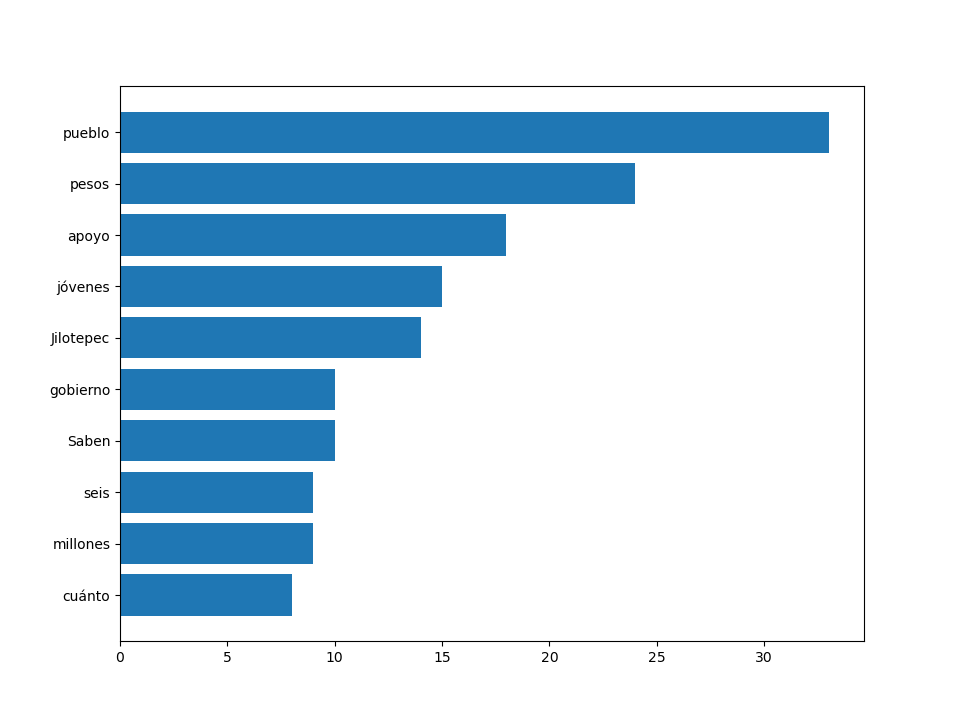 pueblo
pesos
apoyo
jóvenes
Jilotepec
gobierno
Saben
seis
millones
cuánto
0 5 10 15 20 25 30